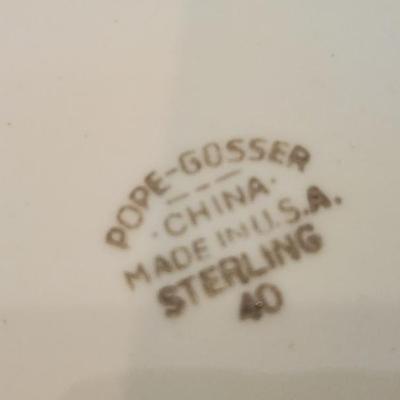 POPE-GOSSER
·CHINA·
MADE IN U.S.A.
STERLING
40